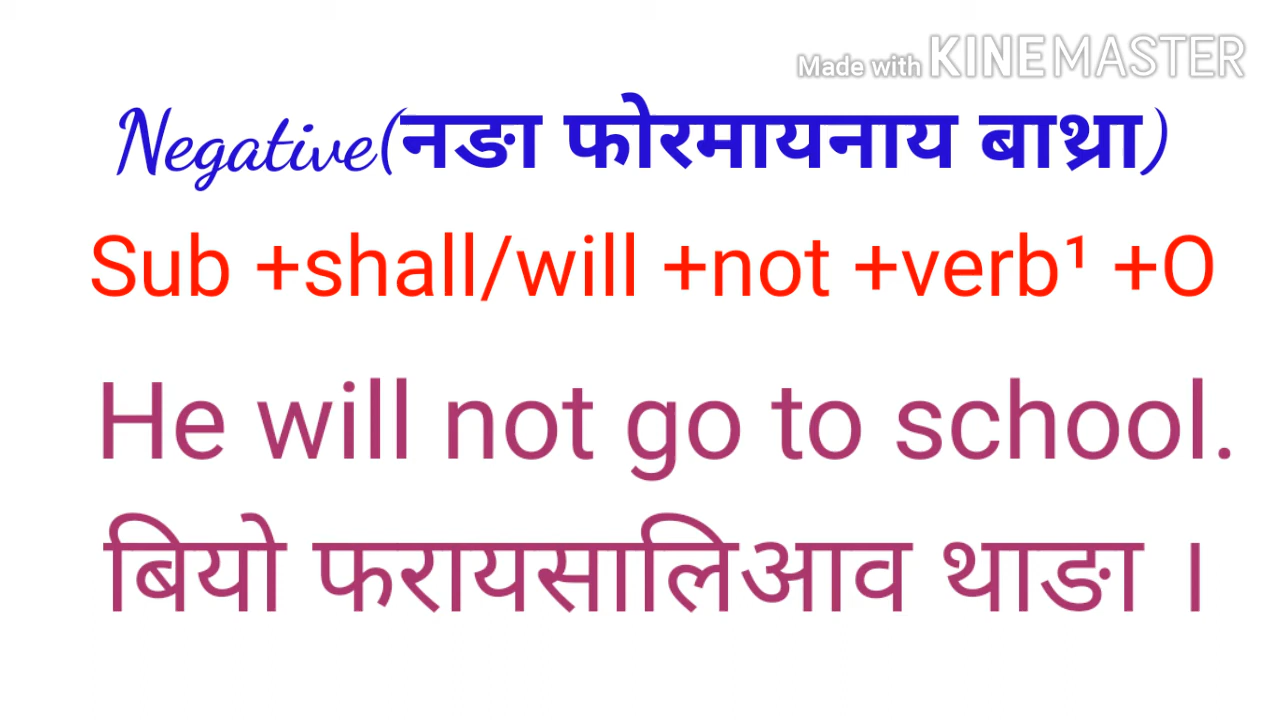 Made with KINEMASTER
Negative(नङा फोरमायनाय बाथ्रा)
Sub +shall/will +not +verb¹ +O
He will not go to school.
बियो फरायसालिआव थाङा ।